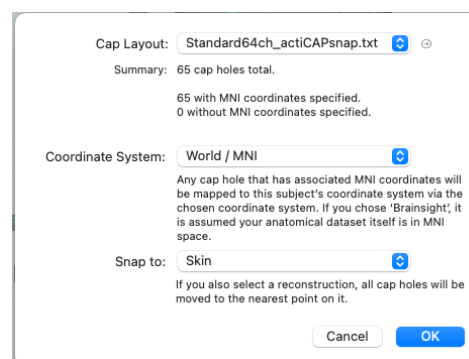 Cap Layout: Standard64ch_actiCAPsnap.txt
Summary: 65 cap holes total.
65 with MNI coordinates specified.
0 without MNI coordinates specified.
Coordinate System: World / MNI
Any cap hole that has associated MNI coordinates will
be mapped to this subject's coordinate system via the
chosen coordinate system. If you chose 'Brainsight', it
is assumed your anatomical dataset itself is in MNI
space.
Snap to: Skin
If you also select a reconstruction, all cap holes will be
moved to the nearest point on it.
Cancel OK